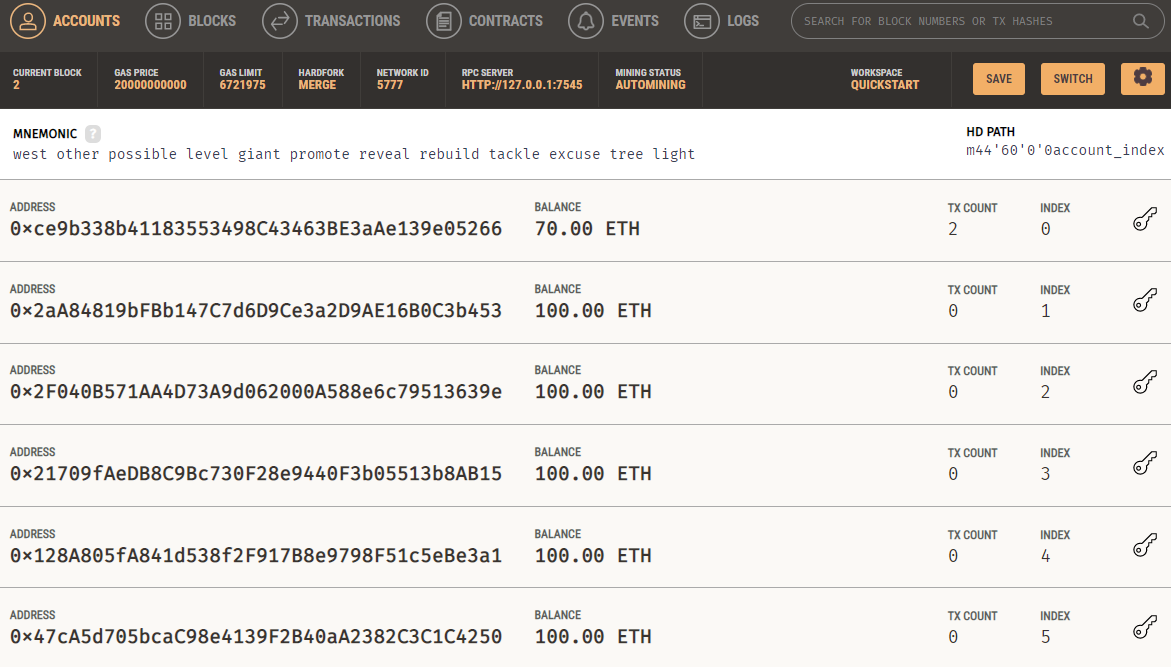 ACCOUNTS BLOCKS TRANSACTIONS CONTRACTS EVENTS LOGS SEARCH FOR BLOCK NUMBERS OR TX HASHES
CURRENT BLOCK GAS PRICE GAS LIMIT HARDFORK NETWORK ID RPC SERVER MINING STATUS WORKSPACE
2 20000000000 6721975 MERGE 5777 HTTP://127.0.0.1:7545 AUTOMINING QUICKSTART SAVE SWITCH
MNEMONIC ? HD PATH
west other possible level giant promote reveal rebuild tackle excuse tree light m44'60'0'0account_index
ADDRESS BALANCE TX COUNT INDEX
0×ce9b338b41183553498C43463BE3aAe139e05266 70.00 ETH 2 0
ADDRESS BALANCE TX COUNT INDEX
0×2aA84819bFBb147C7d6D9Ce3a2D9AE16B0C3b453 100.00 ETH 0 1
ADDRESS BALANCE TX COUNT INDEX
0×2F040B571AA4D73A9d062000A588e6c79513639e 100.00 ETH 0 2
ADDRESS BALANCE TX COUNT INDEX
0×21709fAeDB8C9Bc730F28e9440F3b05513b8AB15 100.00 ETH 0 3
ADDRESS BALANCE TX COUNT INDEX
0×128A805fA841d538f2F917B8e9798F51c5eBe3a1 100.00 ETH 0 4
ADDRESS BALANCE TX COUNT INDEX
0×47cA5d705bcaC98e4139F2B40aA2382C3C1C4250 100.00 ETH 0 5